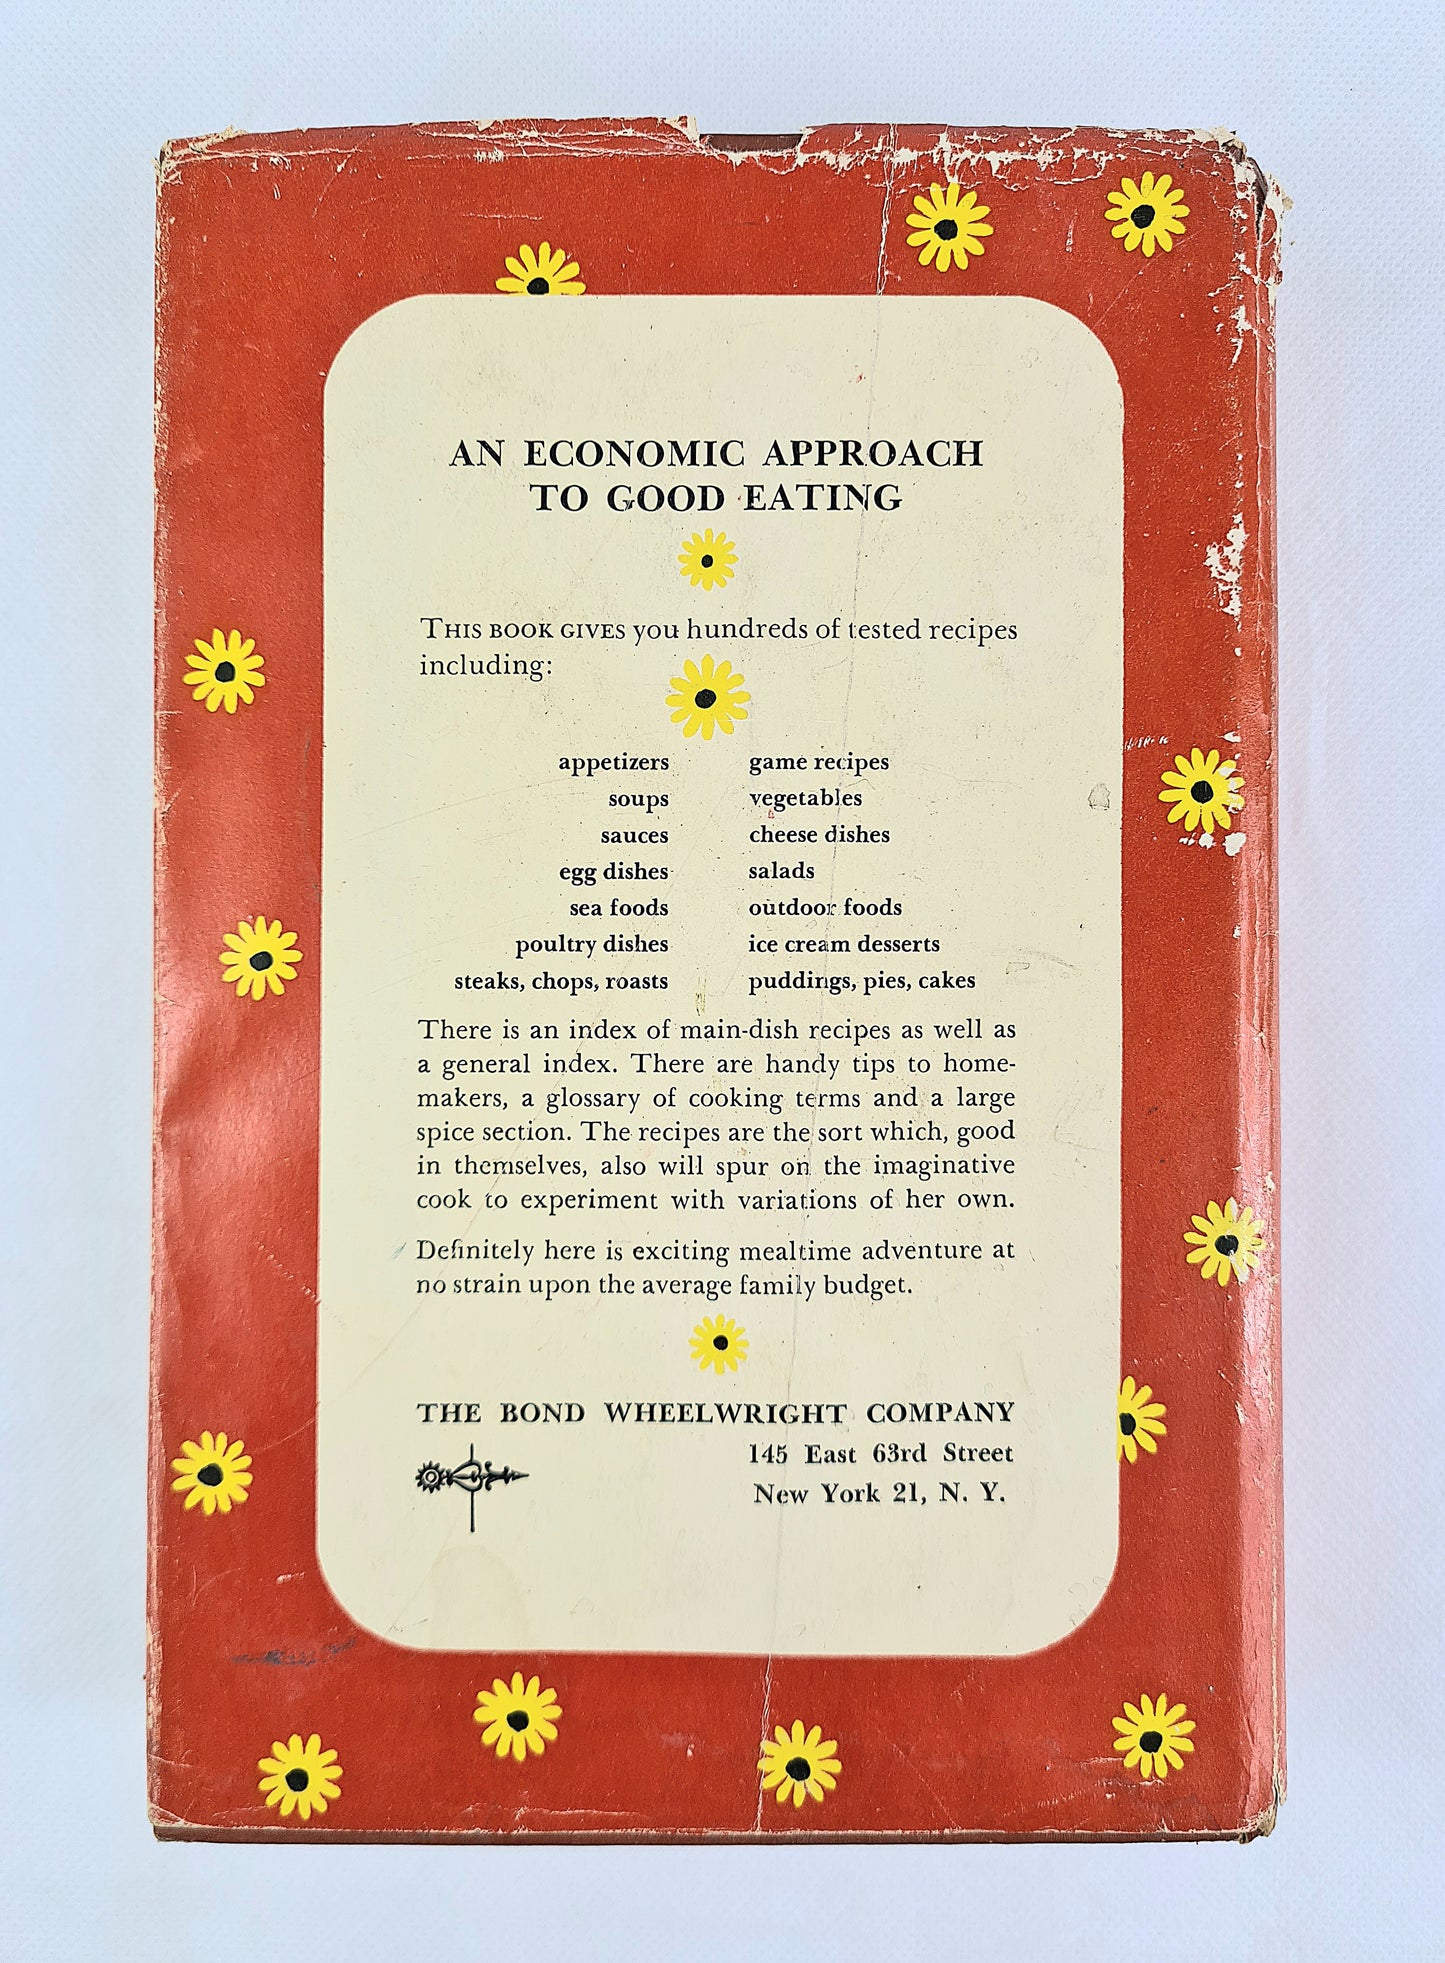 AN ECONOMIC APPROACH
TO GOOD EATING
THIS BOOK GIVES you hundreds of tested recipes
including:
appetizers
soups
sauces
egg dishes
sea foods
poultry dishes
steaks, chops, roasts
game recipes
vegetables
cheese dishes
salads
outdoor foods
ice cream desserts
puddings, pies, cakes
There is an index of main-dish recipes as well as
a general index. There are handy tips to home-
makers, a glossary of cooking terms and a large
spice section. The recipes are the sort which, good
in themselves, also will spur on the imaginative
cook to experiment with variations of her own.
Definitely here is exciting mealtime adventure at
no strain upon the average family budget.
THE BOND WHEELWRIGHT COMPANY
145 East 63rd Street
New York 21, N. Y.